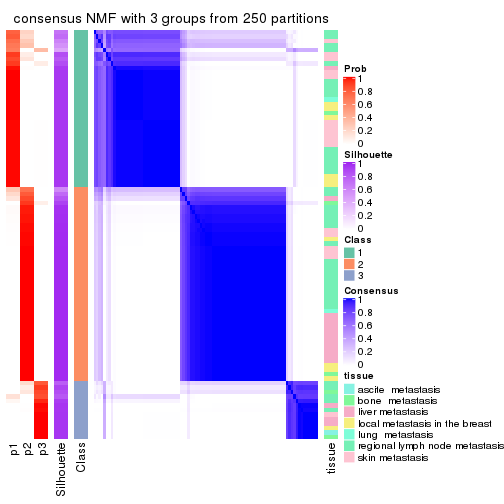 consensus NMF with 3 groups from 250 partitions
Prob
1
0.8
0.6
0.4
0.2
0
Silhouette
1
0.8
0.6
0.4
0.2
0
Class
1
2
3
Consensus
1
0.8
0.6
0.4
0.2
0
tissue
ascite metastasis
bone metastasis
liver metastasis
local metastasis in the breast
lung metastasis
regional lymph node metastasis
skin metastasis
p1
p2
p3
Silhouette
Class
tissue